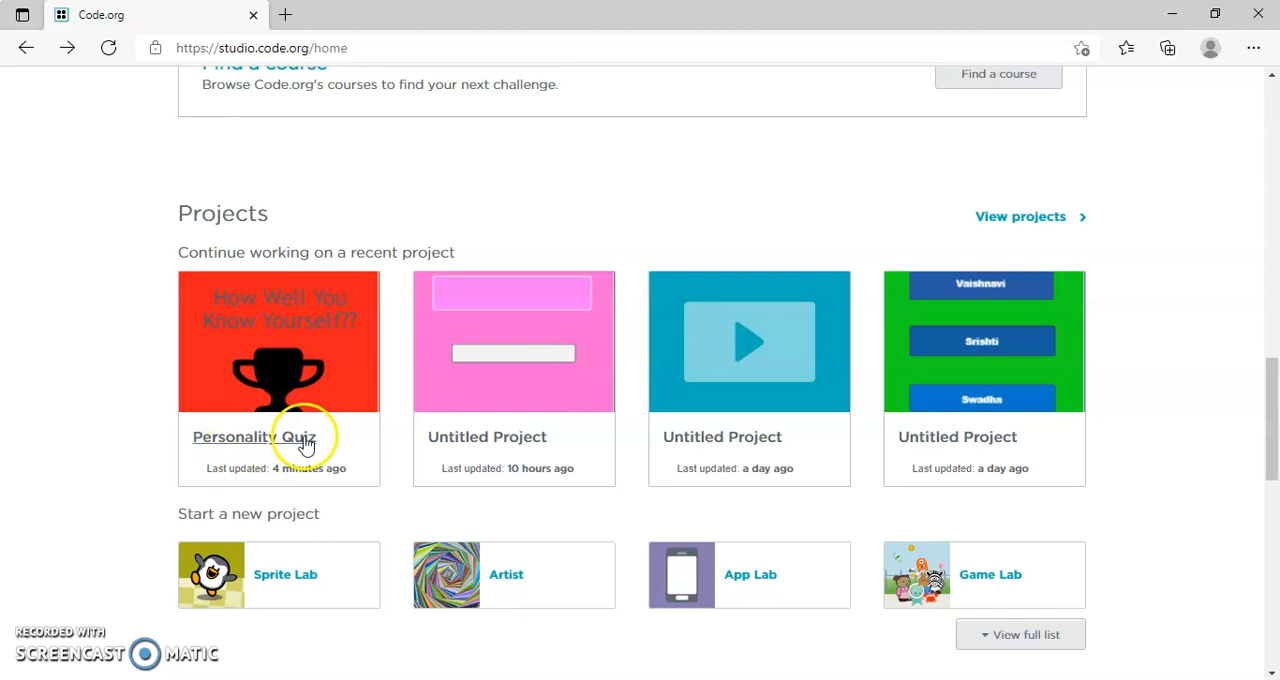 Code.org
https://studio.code.org/home
Find a course
Browse Code.org's courses to find your next challenge.
Find a course
Projects
View projects
Continue working on a recent project
How Well You
Know Yourself??
Vaishnavi
Srishti
Swadha
Personality Quiz
Untitled Project
Untitled Project
Untitled Project
Last updated: 4 minutes ago
Last updated: 10 hours ago
Last updated: a day ago
Last updated: a day ago
Start a new project
Sprite Lab
Artist
App Lab
Game Lab
View full list
RECORDED WITH
SCREENCAST MATIC